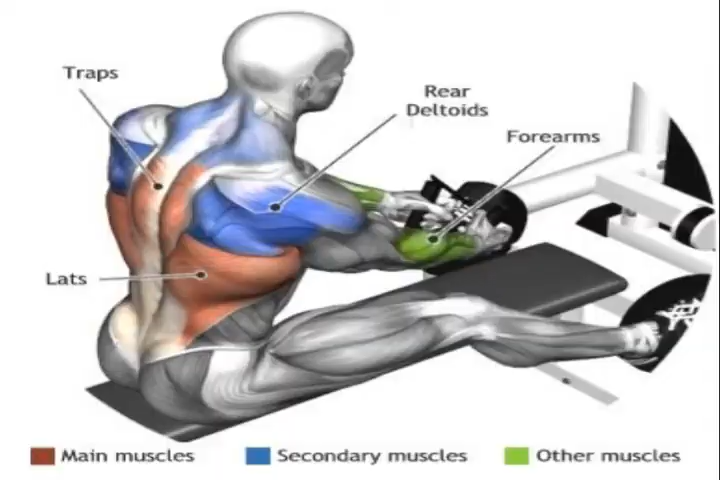 Traps
Rear
Deltoids
Forearms
Lats
Main muscles
Secondary muscles
Other muscles